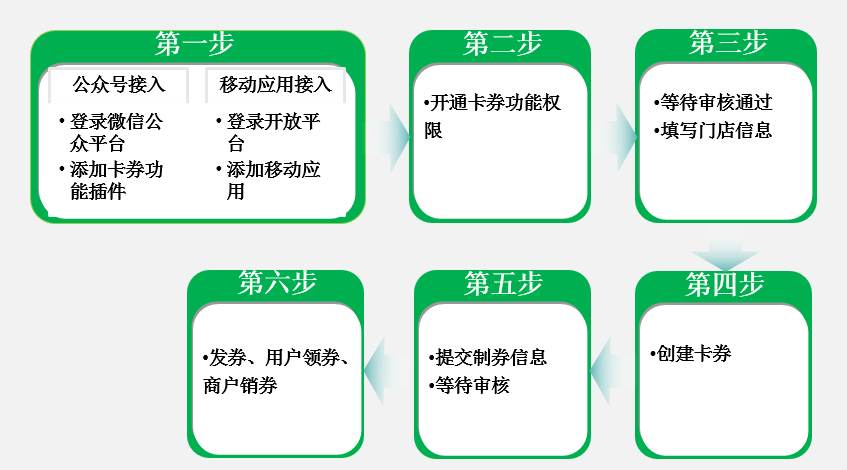 第一步
公众号接入
• 登录微信公
众平台
• 添加卡券功
能插件
移动应用接入
• 登录开放平
台
• 添加移动应
用
第二步
•开通卡券功能权
限
第三步
•等待审核通过
•填写门店信息
第四步
•创建卡券
第五步
•提交制券信息
•等待审核
第六步
•发券、用户领券、
商户销券